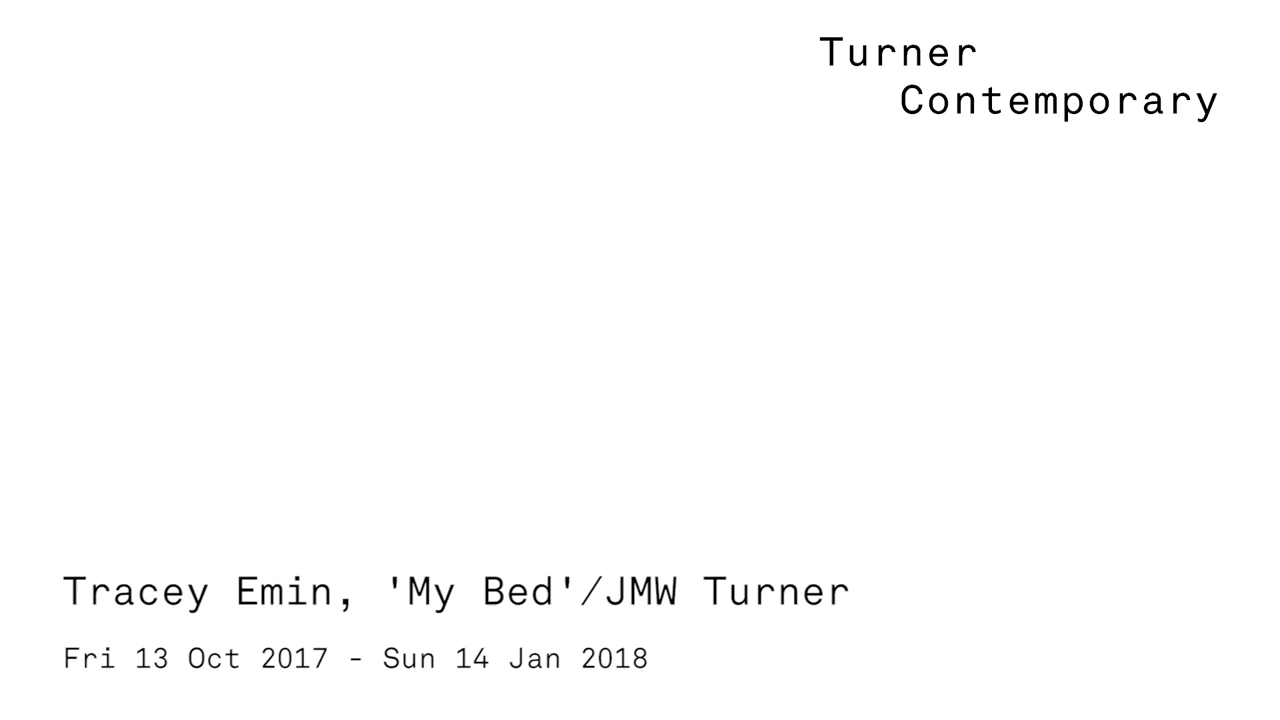 Turner
Contemporary
Tracey Emin, 'My Bed'/JMW Turner
Fri 13 Oct 2017 - Sun 14 Jan 2018